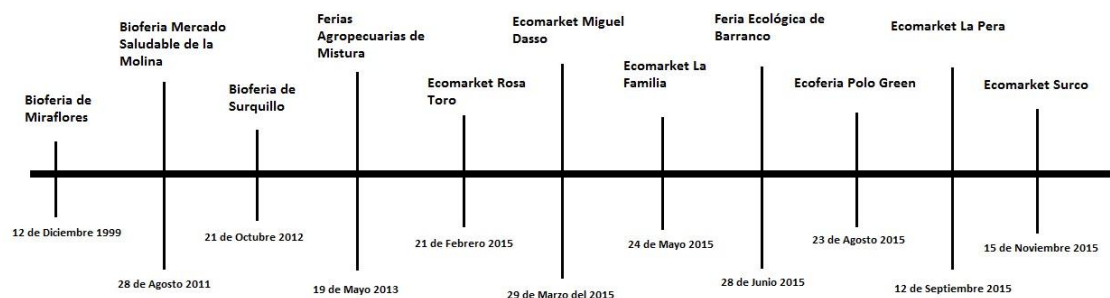 Bioferia de
Miraflores
12 de Diciembre 1999
Bioferia Mercado
Saludable de la
Molina
28 de Agosto 2011
Bioferia de
Surquillo
21 de Octubre 2012
Ferias
Agropecuarias de
Mistura
19 de Mayo 2013
Ecomarket Rosa
Toro
21 de Febrero 2015
Ecomarket Miguel
Dasso
29 de Marzo del 2015
Ecomarket La
Familia
24 de Mayo 2015
Feria Ecológica de
Barranco
28 de Junio 2015
Ecoferia Polo Green
23 de Agosto 2015
Ecomarket La Pera
12 de Septiembre 2015
Ecomarket Surco
15 de Noviembre 2015